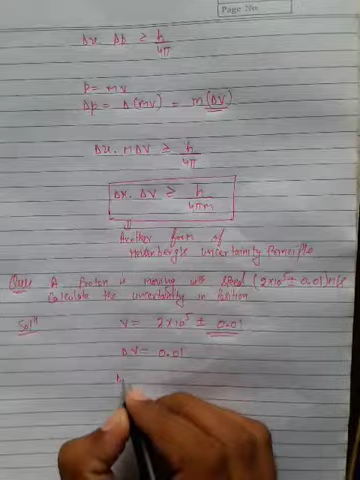 Page No
Δx. Δp ≥ h/4π
P = mv
Δp = Δ(mv) = m(ΔV)
Δx. mΔV ≥ h/4π
Δx. ΔV ≥ h/4πm
Another form of
Heisenberg's uncertainty Principle
Ques A Proton is moving with Speed (2×10⁵ ± 0.01) m/s
Calculate the uncertainty in Position
Solⁿ V = 2×10⁵ ± 0.01
ΔV = 0.01